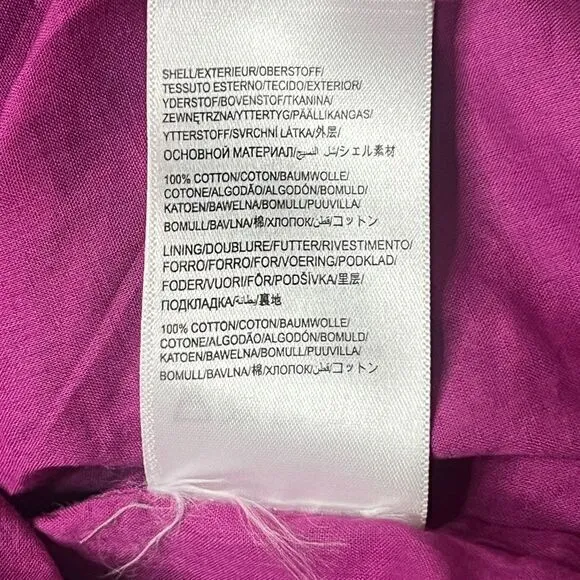 SHELL/EXTERIEUR/OBERSTOFF/
TESSUTO ESTERNO/TECIDO/EXTERIOR/
YDERSTOF/BOVENSTOF/TKANINA/
ZEWNĘTRZNA/YTTERTYG/PÄÄLLIKANGAS/
YTTERSTOFF/SVRCHNÍ LÁTKA/外层/
ОСНОВНОЙ МАТЕРИАЛ/شل النسيج/シェル素材
100% COTTON/COTON/BAUMWOLLE/
COTONE/ALGODÃO/ALGODÓN/BOMULD/
KATOEN/BAWELNA/BOMULL/PUUVILLA/
BOMULL/BAVLNA/棉/ХЛОПОК/قطن/コットン
LINING/DOUBLURE/FUTTER/RIVESTIMENTO/
FORRO/FORRO/FOR/VOERING/PODKLAD/
FODER/VUORI/FÔR/PODŠÍVKA/里层/
ПОДКЛАДКА/بطانة/裏地
100% COTTON/COTON/BAUMWOLLE/
COTONE/ALGODÃO/ALGODÓN/BOMULD/
KATOEN/BAWELNA/BOMULL/PUUVILLA/
BOMULL/BAVLNA/棉/ХЛОПОК/قطن/コットン